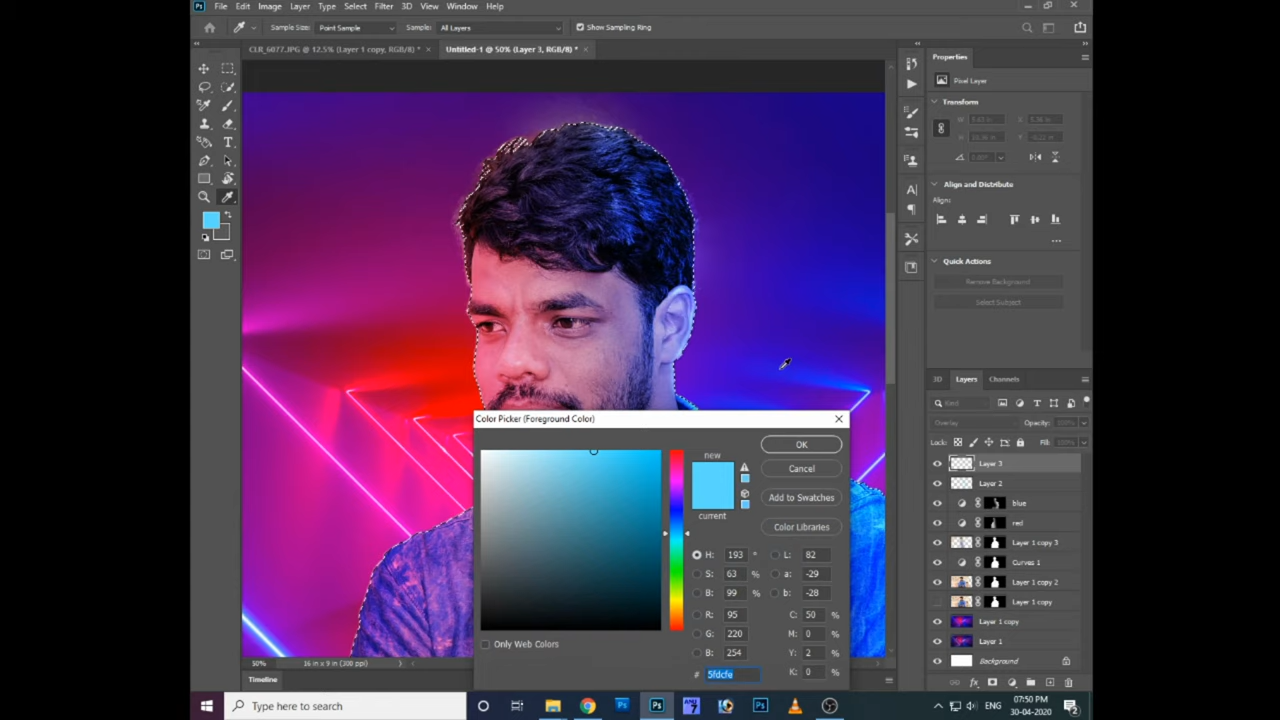 Ps File Edit Image Layer Type Select Filter 3D View Window Help
Sample Size: Point Sample Sample: All Layers Show Sampling Ring
CLR_6077.JPG @ 12.5% (Layer 1 copy, RGB/8) * × Untitled-1 @ 50% (Layer 3, RGB/8) * ×
Properties
Pixel Layer
Transform
Align and Distribute
Align:
Quick Actions
Remove Background
Select Subject
3D Layers Channels
Kind
Overlay Opacity: 100%
Lock: Fill: 100%
Layer 3
Layer 2
blue
red
Layer 1 copy 3
Curves 1
Layer 1 copy 2
Layer 1 copy
Layer 1 copy
Layer 1
Background
Color Picker (Foreground Color)
new
current
OK
Cancel
Add to Swatches
Color Libraries
H: 193 ° L: 82
S: 63 % a: -29
B: 99 % b: -28
R: 95 C: 50 %
G: 220 M: 0 %
B: 254 Y: 2 %
# 5fdcfe K: 0 %
Only Web Colors
50% 16 in x 9 in (300 ppi)
Timeline
Type here to search
ENG 07:50 PM
30-04-2020
2